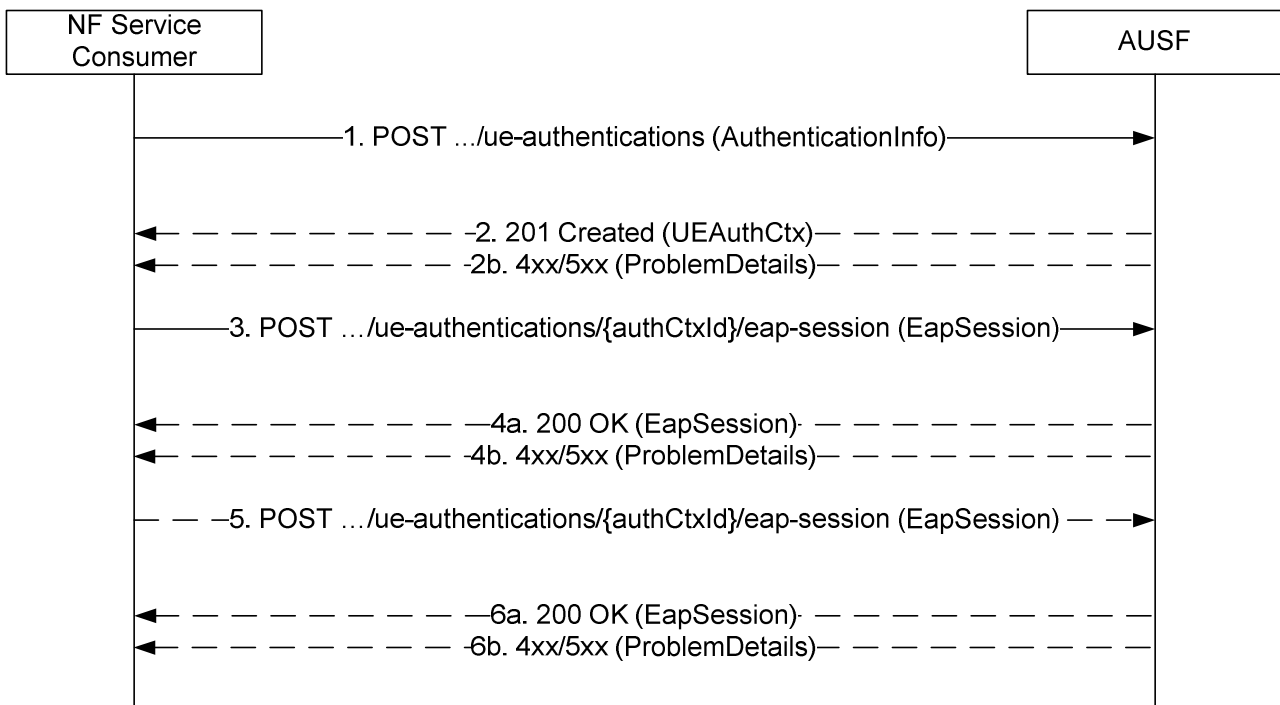 NF Service
Consumer
AUSF
1. POST .../ue-authentications (AuthenticationInfo)
2. 201 Created (UEAuthCtx)
2b. 4xx/5xx (ProblemDetails)
3. POST …/ue-authentications/{authCtxId}/eap-session (EapSession)
4a. 200 OK (EapSession)
4b. 4xx/5xx (ProblemDetails)
5. POST …/ue-authentications/{authCtxId}/eap-session (EapSession)
6a. 200 OK (EapSession)
6b. 4xx/5xx (ProblemDetails)